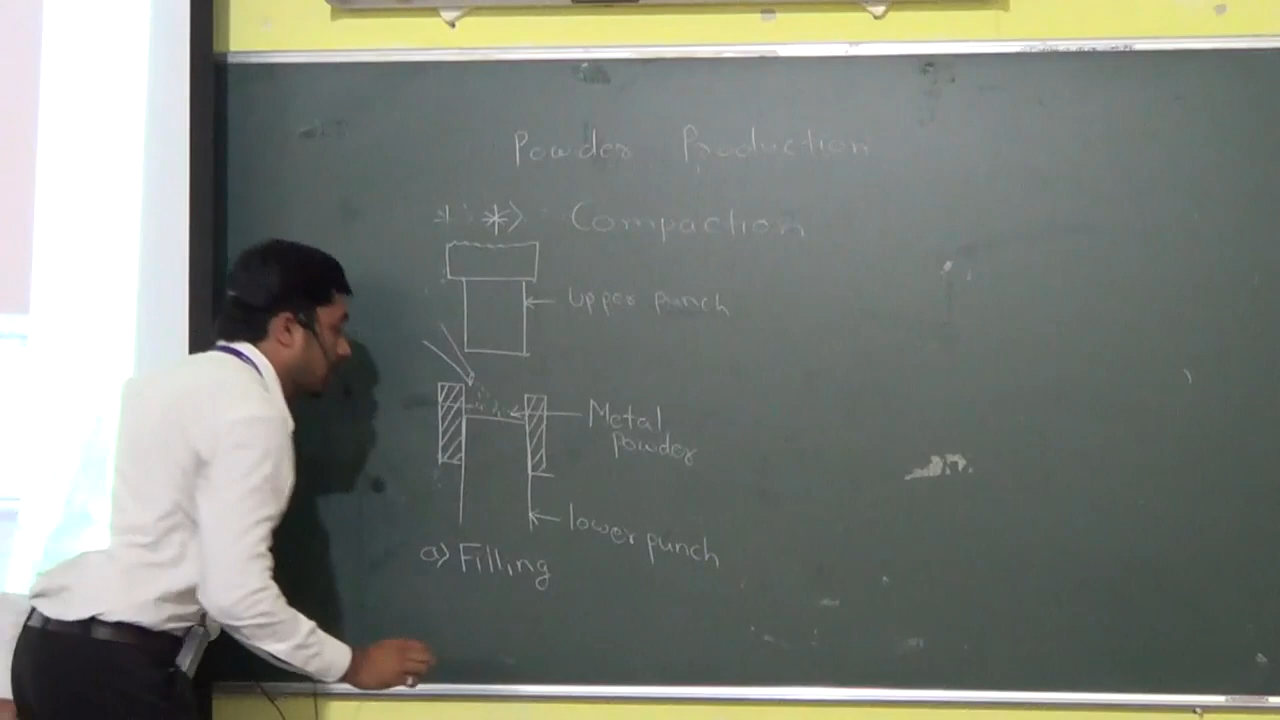 Powder Production
* *> Compaction
Upper punch
Metal
powder
lower punch
a) Filling